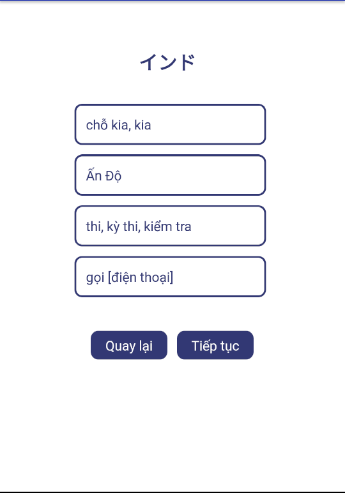 インド
chỗ kia, kia
Ấn Độ
thi, kỳ thi, kiểm tra
gọi [điện thoại]
Quay lại
Tiếp tục